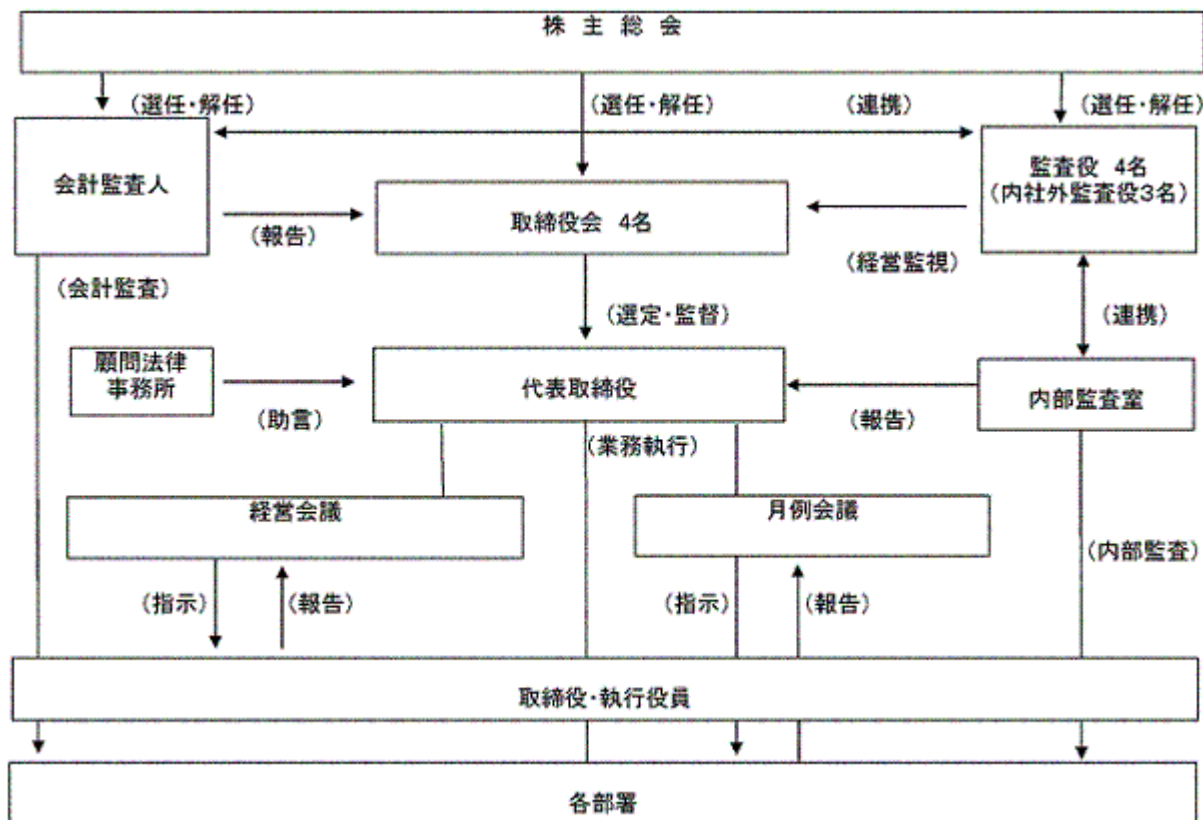 株 主 総 会
(選任・解任)
(選任・解任)
(連携)
(選任・解任)
会計監査人
監査役 4名
(内社外監査役3名)
取締役会 4名
(報告)
(経営監視)
(会計監査)
(選定・監督)
(連携)
顧問法律
事務所
代表取締役
内部監査室
(助言)
(報告)
(業務執行)
経営会議
月例会議
(内部監査)
(指示)
(報告)
(指示)
(報告)
取締役・執行役員
各部署